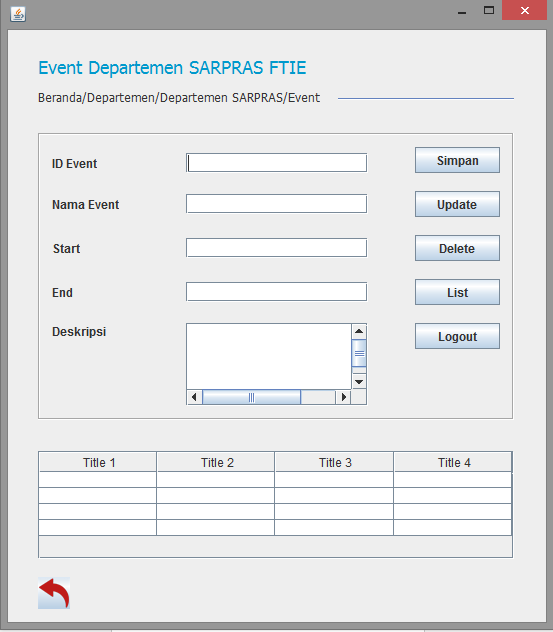 Event Departemen SARPRAS FTIE
Beranda/Departemen/Departemen SARPRAS/Event
ID Event
Simpan
Nama Event
Update
Start
Delete
End
List
Deskripsi
Logout
Title 1 Title 2 Title 3 Title 4